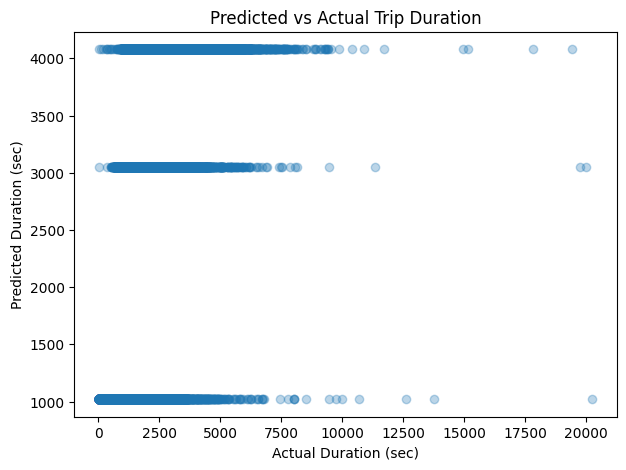 Predicted vs Actual Trip Duration
Predicted Duration (sec)
4000
3500
3000
2500
2000
1500
1000
0 2500 5000 7500 10000 12500 15000 17500 20000
Actual Duration (sec)